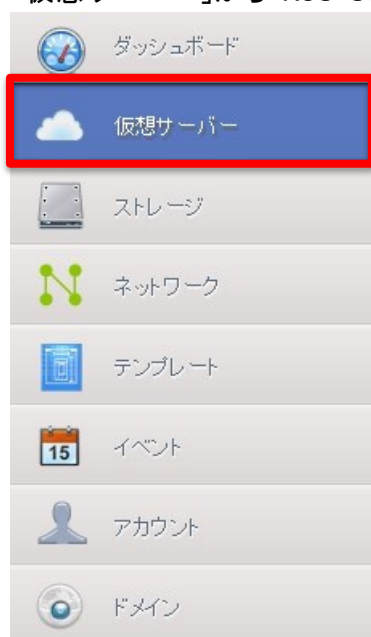 ダッシュボード
仮想サーバー
ストレージ
ネットワーク
テンプレート
15
イベント
アカウント
ドメイン